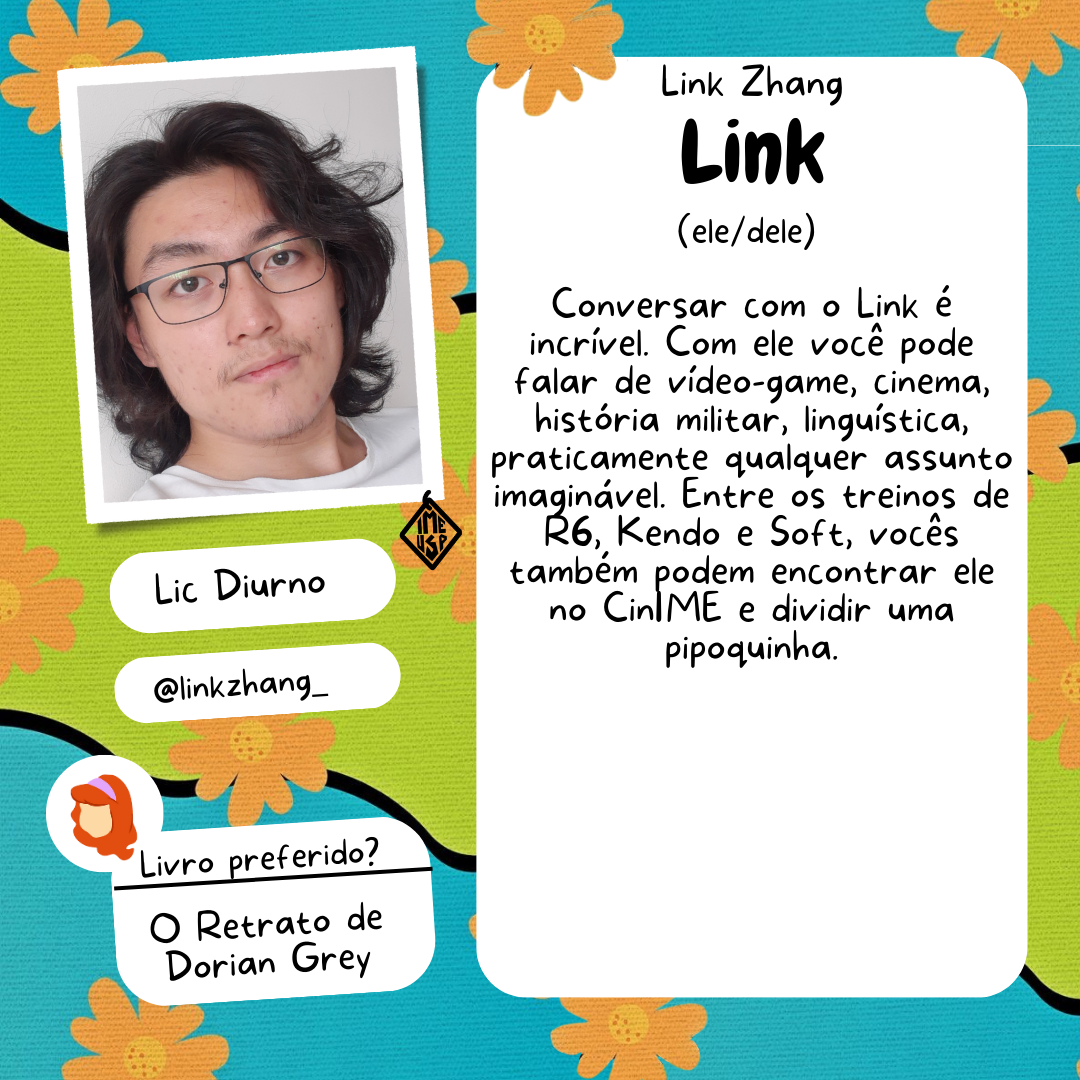 Link Zhang
Link
(ele/dele)
Conversar com o Link é
incrível. Com ele você pode
falar de vídeo-game, cinema,
história militar, linguística,
praticamente qualquer assunto
imaginável. Entre os treinos de
R6, Kendo e Soft, vocês
também podem encontrar ele
no CinIME e dividir uma
pipoquinha.
IME
USP
Lic Diurno
@linkzhang_
Livro preferido?
O Retrato de
Dorian Grey